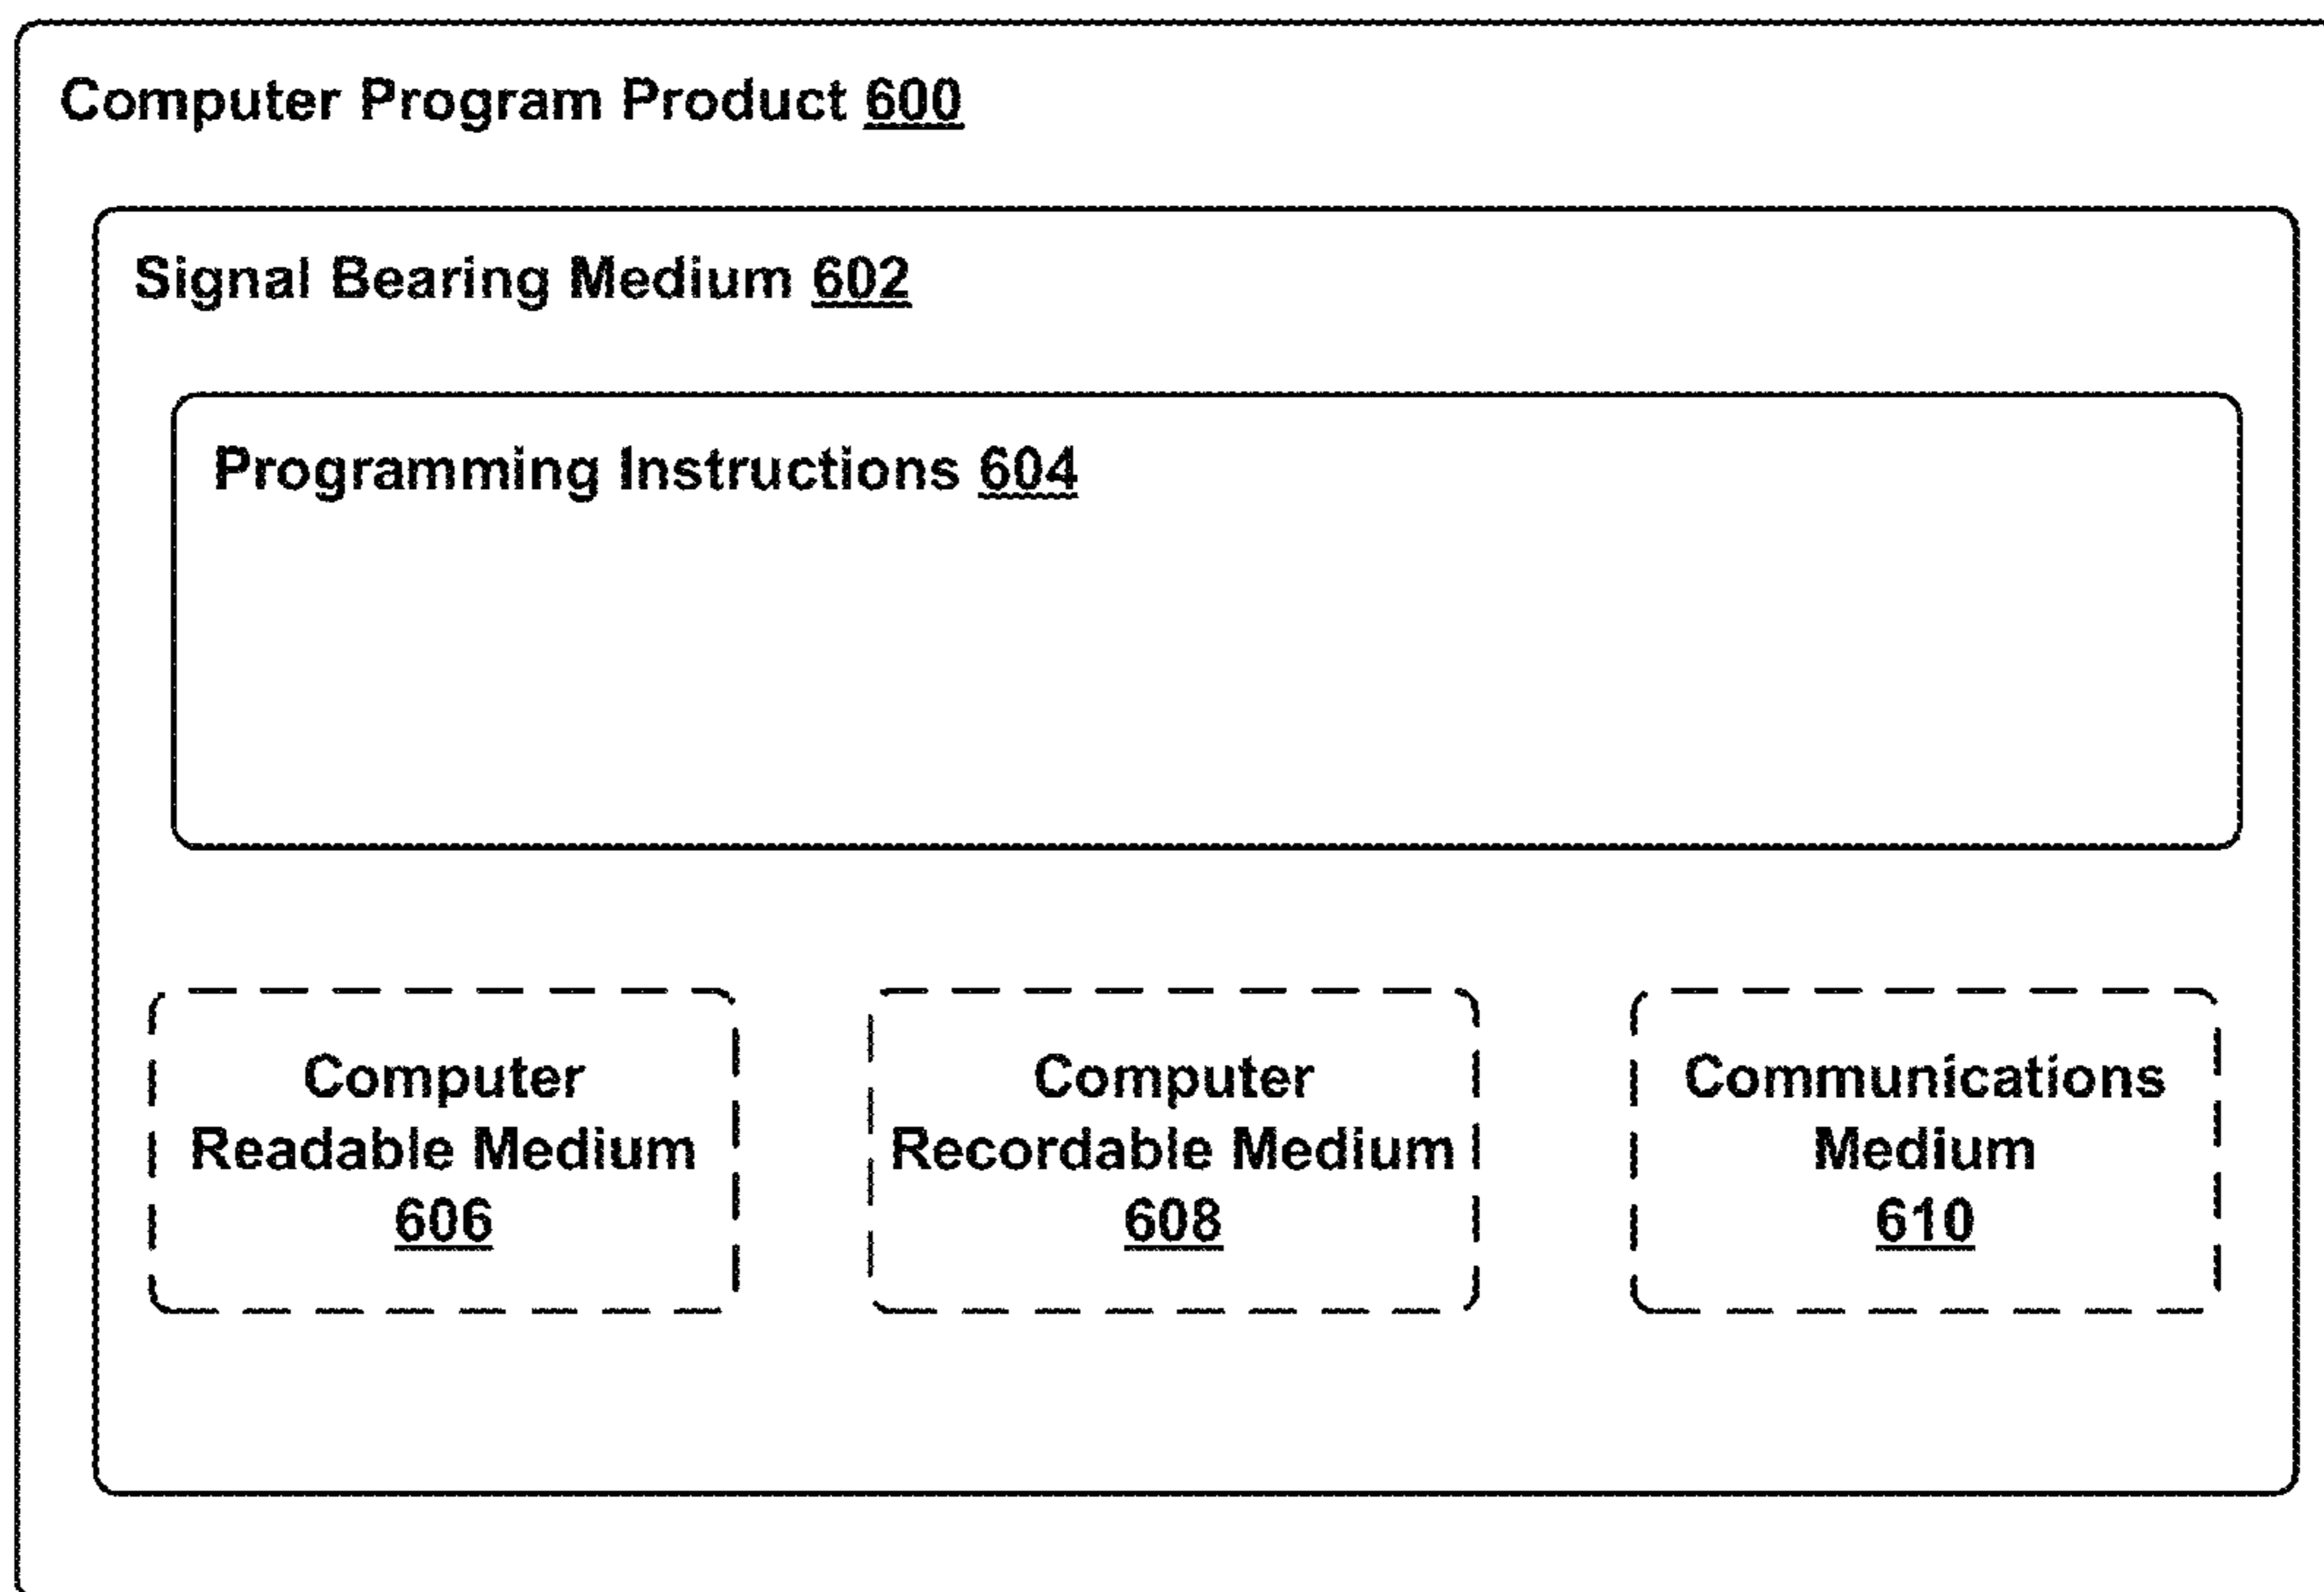 Computer Program Product 600
Signal Bearing Medium 602
Programming Instructions 604
Computer
Readable Medium
606
Computer
Recordable Medium
608
Communications
Medium
610